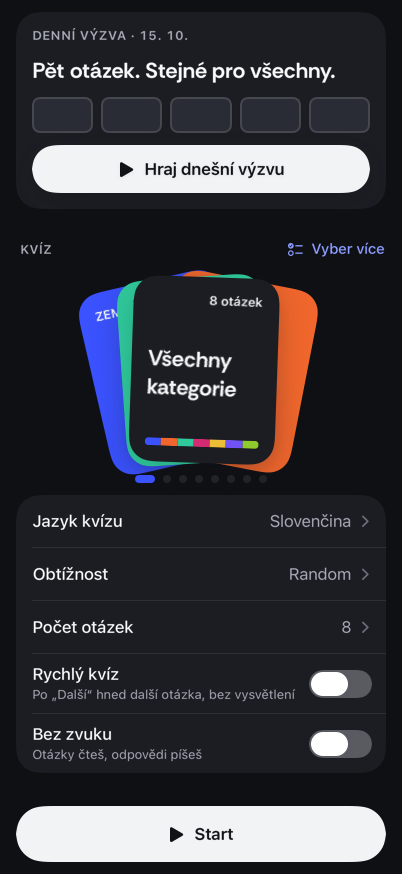 DENNÍ VÝZVA · 15. 10.
Pět otázek. Stejné pro všechny.
Hraj dnešní výzvu
KVÍZ
Vyber více
8 otázek
Všechny
kategorie
Jazyk kvízu
Slovenčina
Obtížnost
Random
Počet otázek
8
Rychlý kvíz
Po „Další“ hned další otázka, bez vysvětlení
Bez zvuku
Otázky čteš, odpovědi píšeš
Start